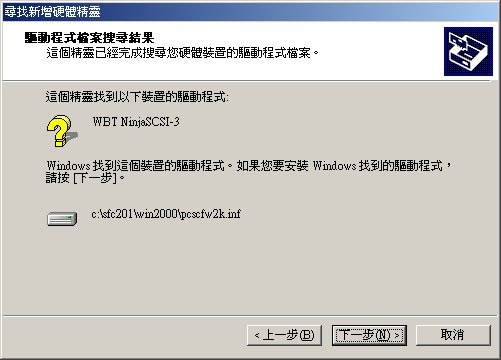 尋找新增硬體精靈
驅動程式檔案搜尋結果
這個精靈已經完成搜尋您硬體裝置的驅動程式檔案。
這個精靈找到以下裝置的驅動程式:
WBT NinjaSCSI-3
Windows 找到這個裝置的驅動程式。如果您要安裝 Windows 找到的驅動程式，
請按 [下一步]。
c:\sfc201\win2000\pcscfw2k.inf
< 上一步(B) 下一步(N) > 取消